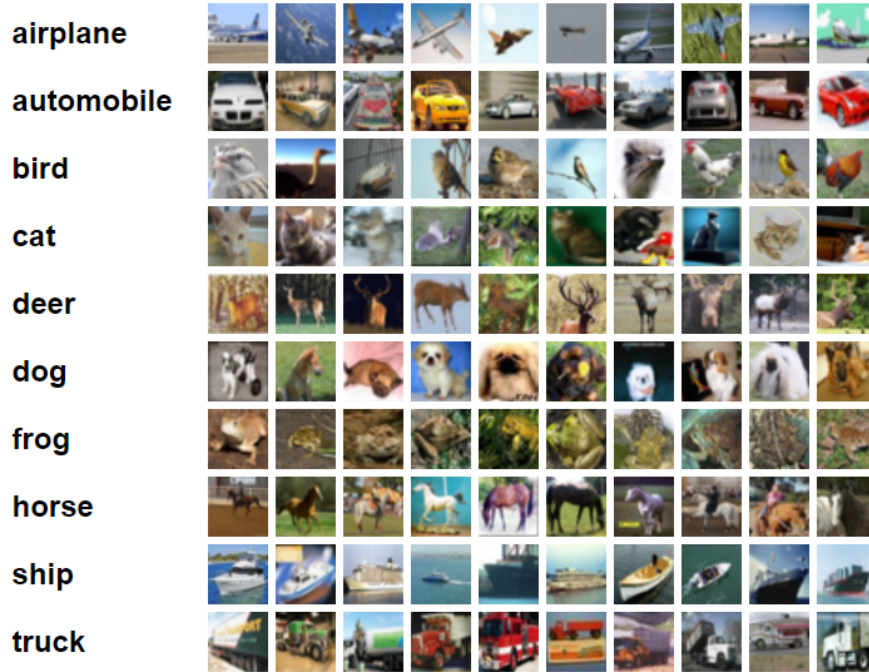 airplane
automobile
bird
cat
deer
dog
frog
horse
ship
truck